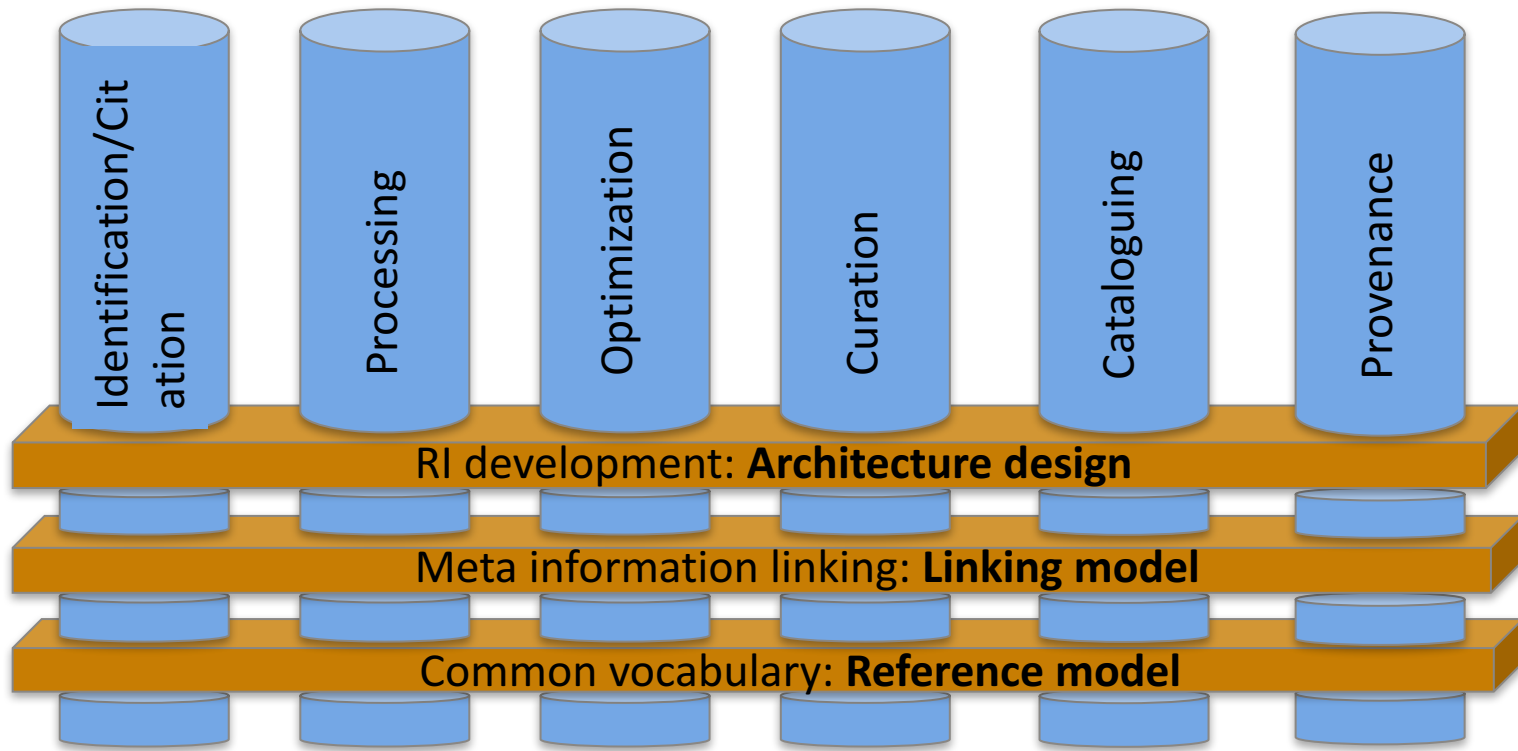 Identification/Cit
ation
Processing
Optimization
Curation
Cataloguing
Provenance
RI development: Architecture design
Meta information linking: Linking model
Common vocabulary: Reference model